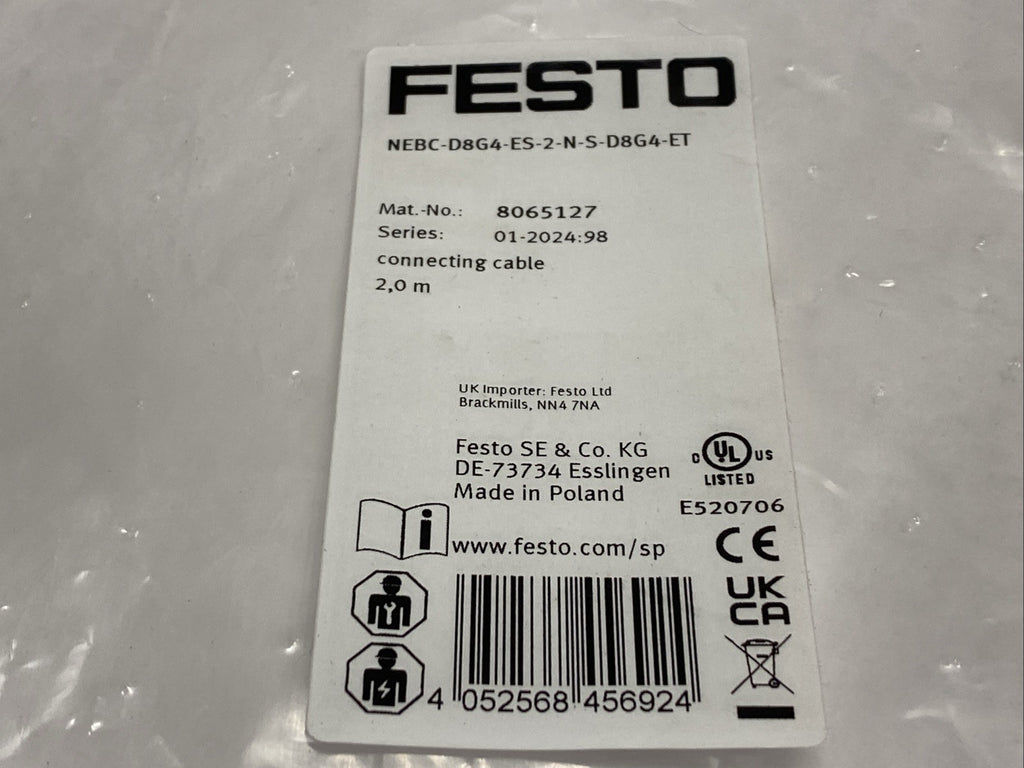 FESTO
NEBC-D8G4-ES-2-N-S-D8G4-ET
Mat.-No.: 8065127
Series: 01-2024:98
connecting cable
2,0 m
UK Importer: Festo Ltd
Brackmills, NN4 7NA
Festo SE & Co. KG
DE-73734 Esslingen
Made in Poland
C UL US
LISTED
E520706
i
www.festo.com/sp
CE
UK
CA
4 052568 456924